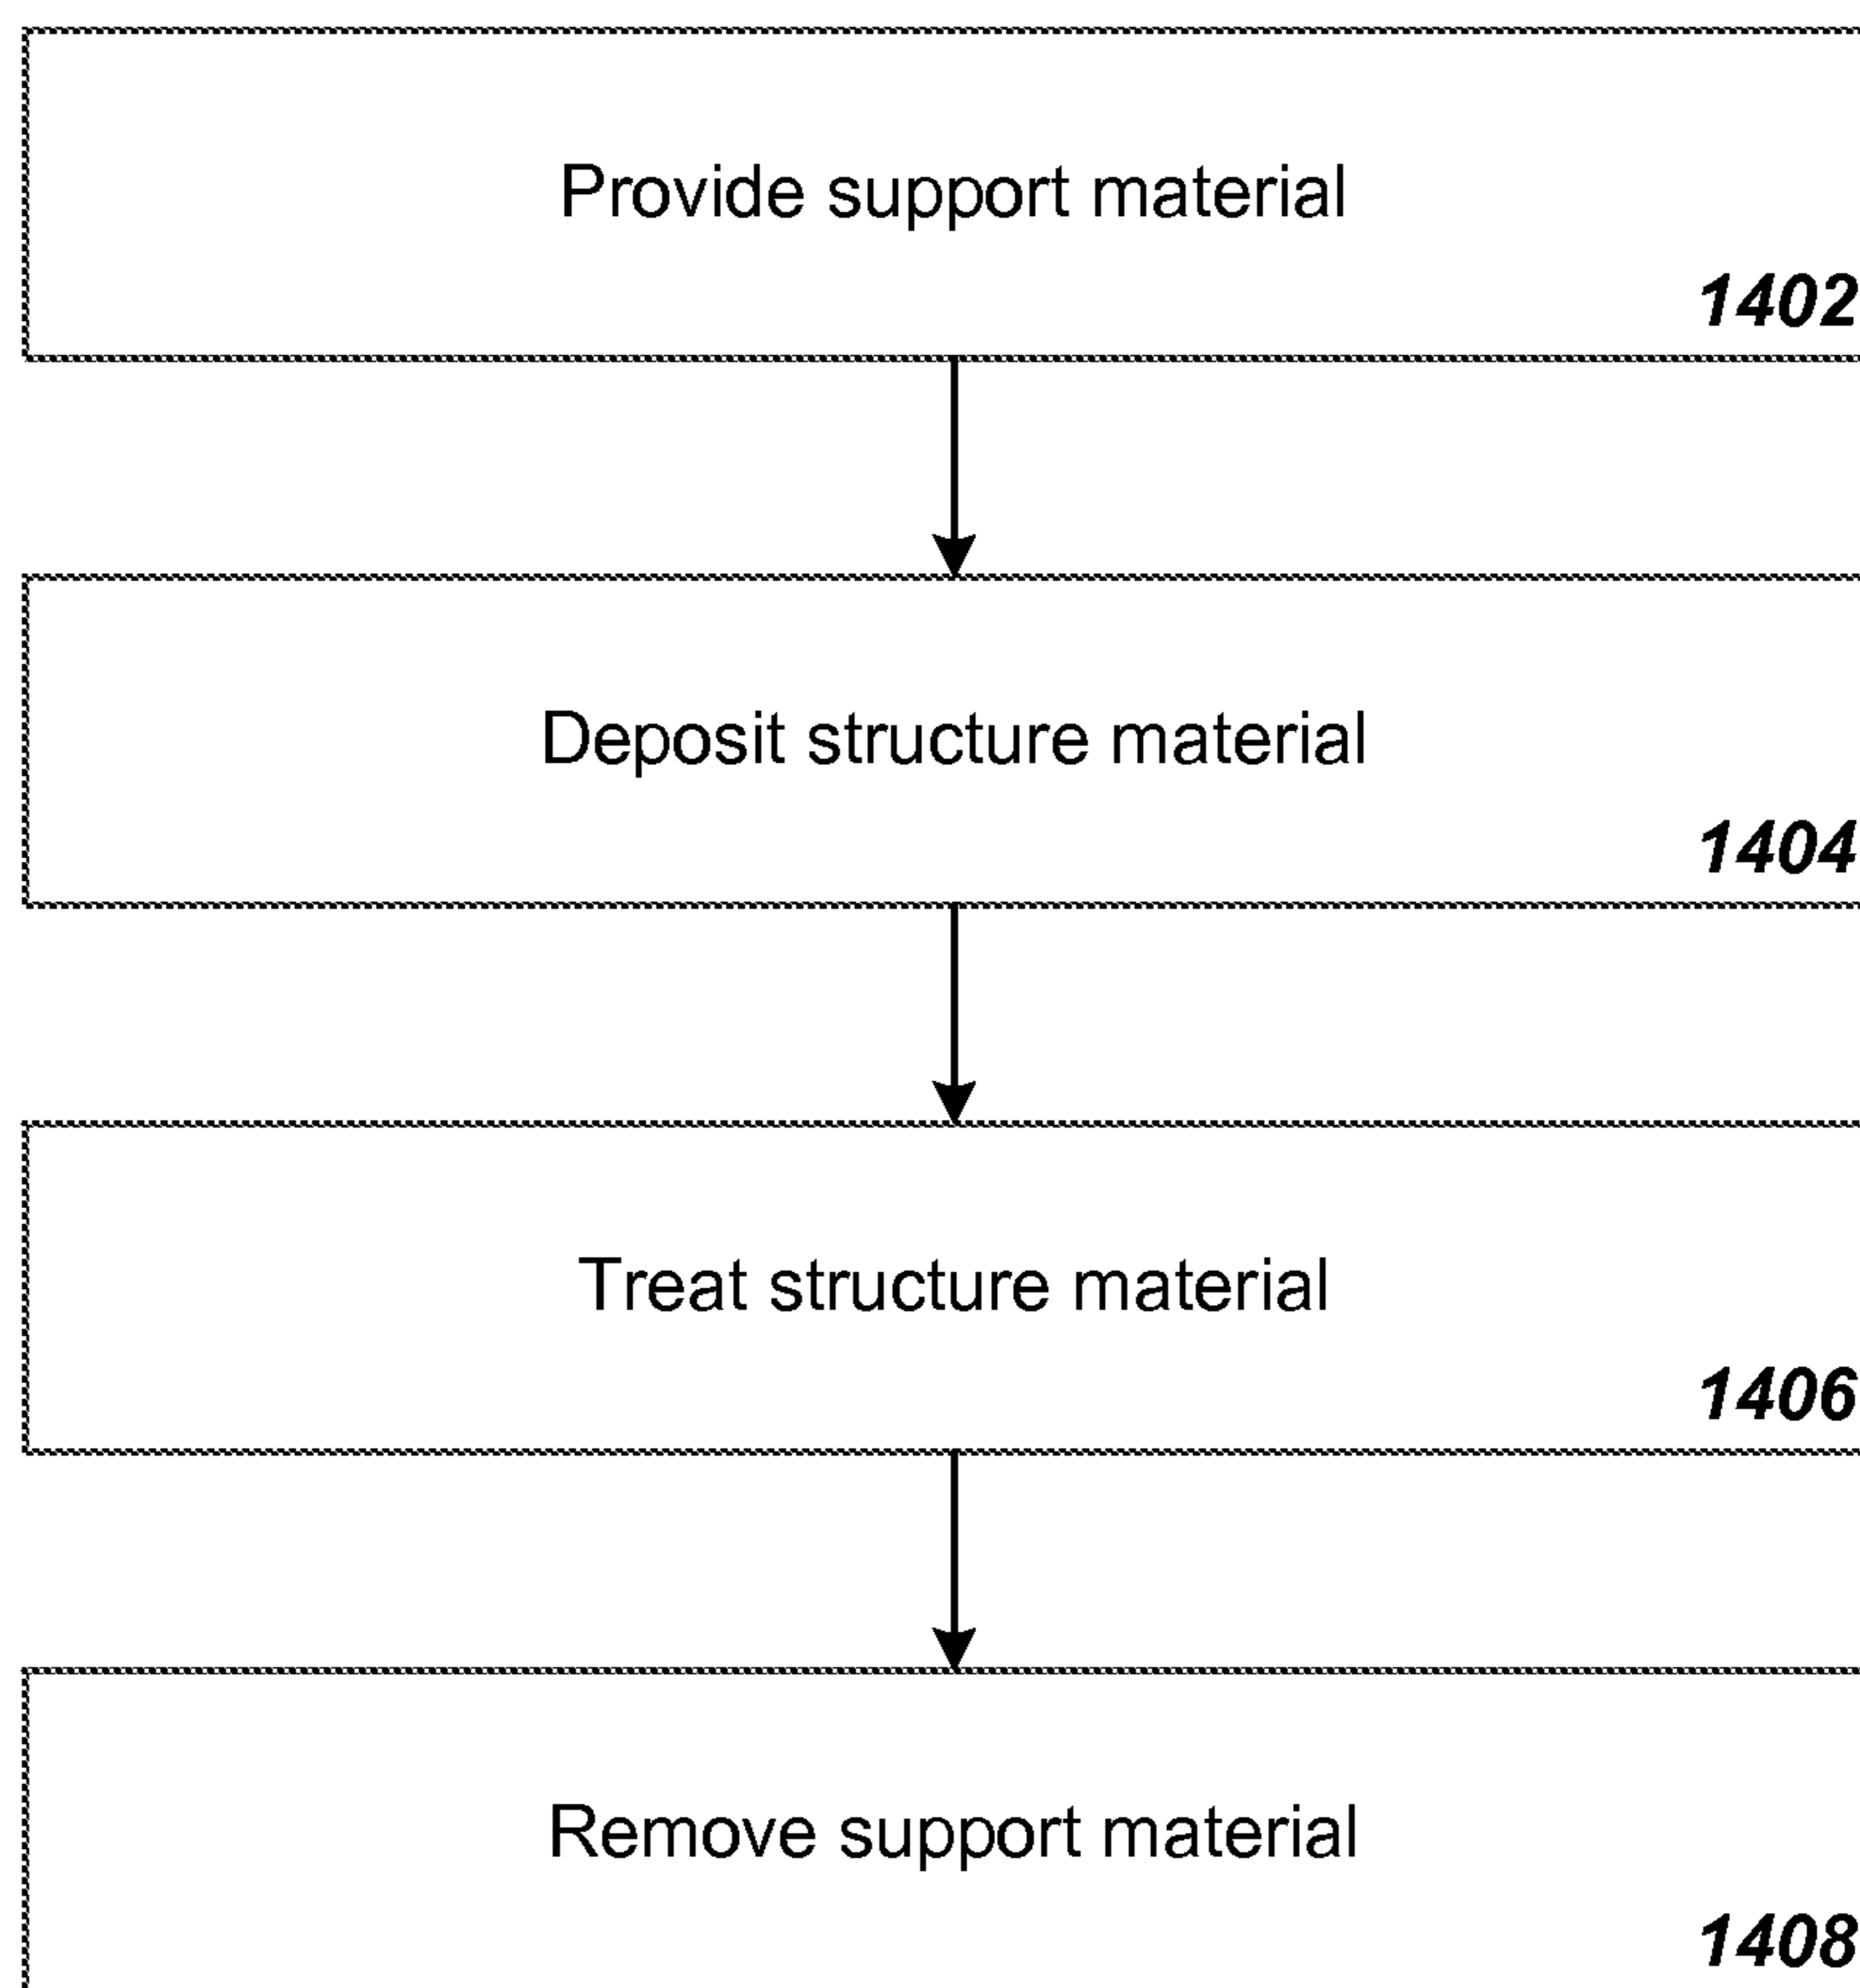 Provide support material
1402
Deposit structure material
1404
Treat structure material
1406
Remove support material
1408